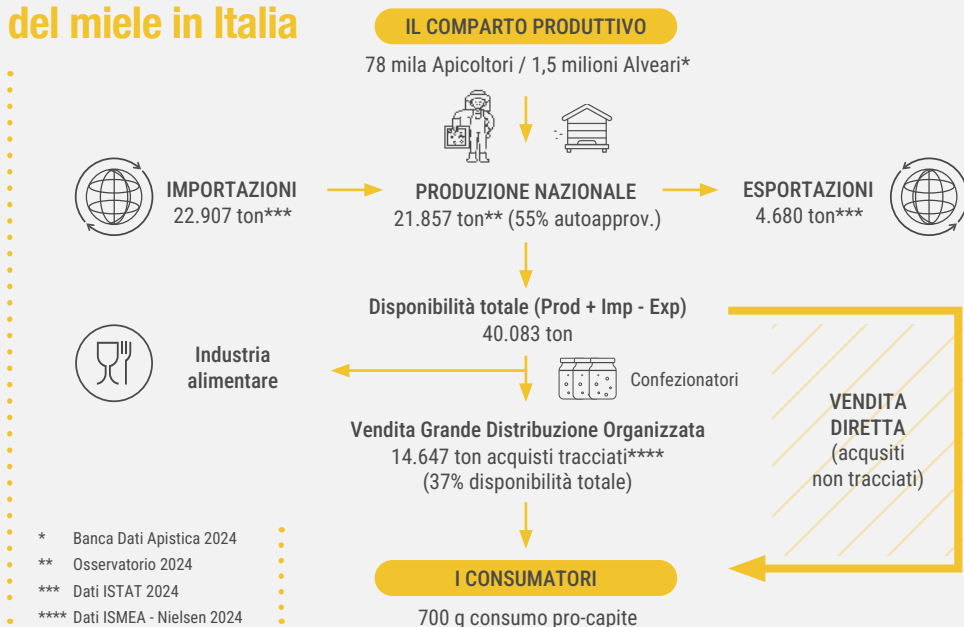 del miele in Italia
IL COMPARTO PRODUTTIVO
78 mila Apicoltori / 1,5 milioni Alveari*
IMPORTAZIONI
22.907 ton***
PRODUZIONE NAZIONALE
21.857 ton** (55% autoapprov.)
ESPORTAZIONI
4.680 ton***
Disponibilità totale (Prod + Imp - Exp)
40.083 ton
Industria
alimentare
Confezionatori
Vendita Grande Distribuzione Organizzata
14.647 ton acquisti tracciati****
(37% disponibilità totale)
VENDITA
DIRETTA
(acqusiti
non tracciati)
* Banca Dati Apistica 2024
** Osservatorio 2024
*** Dati ISTAT 2024
**** Dati ISMEA - Nielsen 2024
I CONSUMATORI
700 g consumo pro-capite